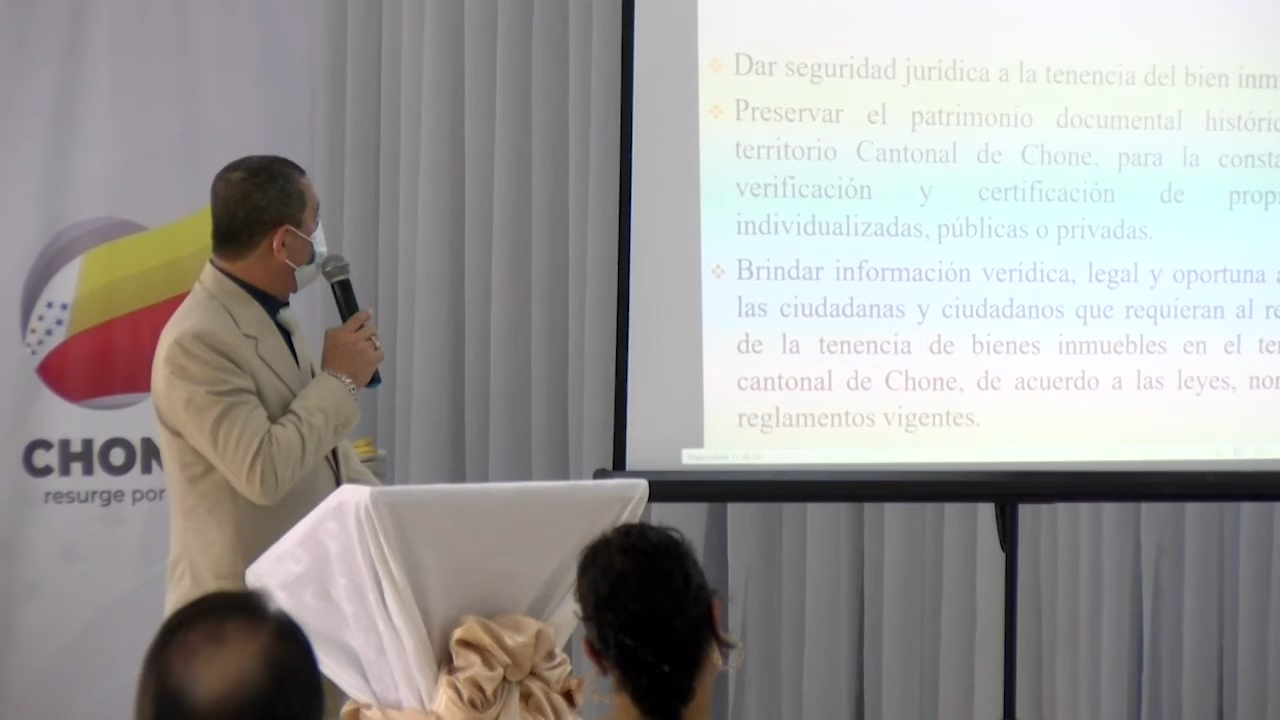 Dar seguridad jurídica a la tenencia del bien inm
Preservar el patrimonio documental históric
territorio Cantonal de Chone, para la consta
verificación y certificación de propi
individualizadas, públicas o privadas.
Brindar información verídica, legal y oportuna a
las ciudadanas y ciudadanos que requieran al re
de la tenencia de bienes inmuebles en el ter
cantonal de Chone, de acuerdo a las leyes, nor
reglamentos vigentes.
CHON
resurge por